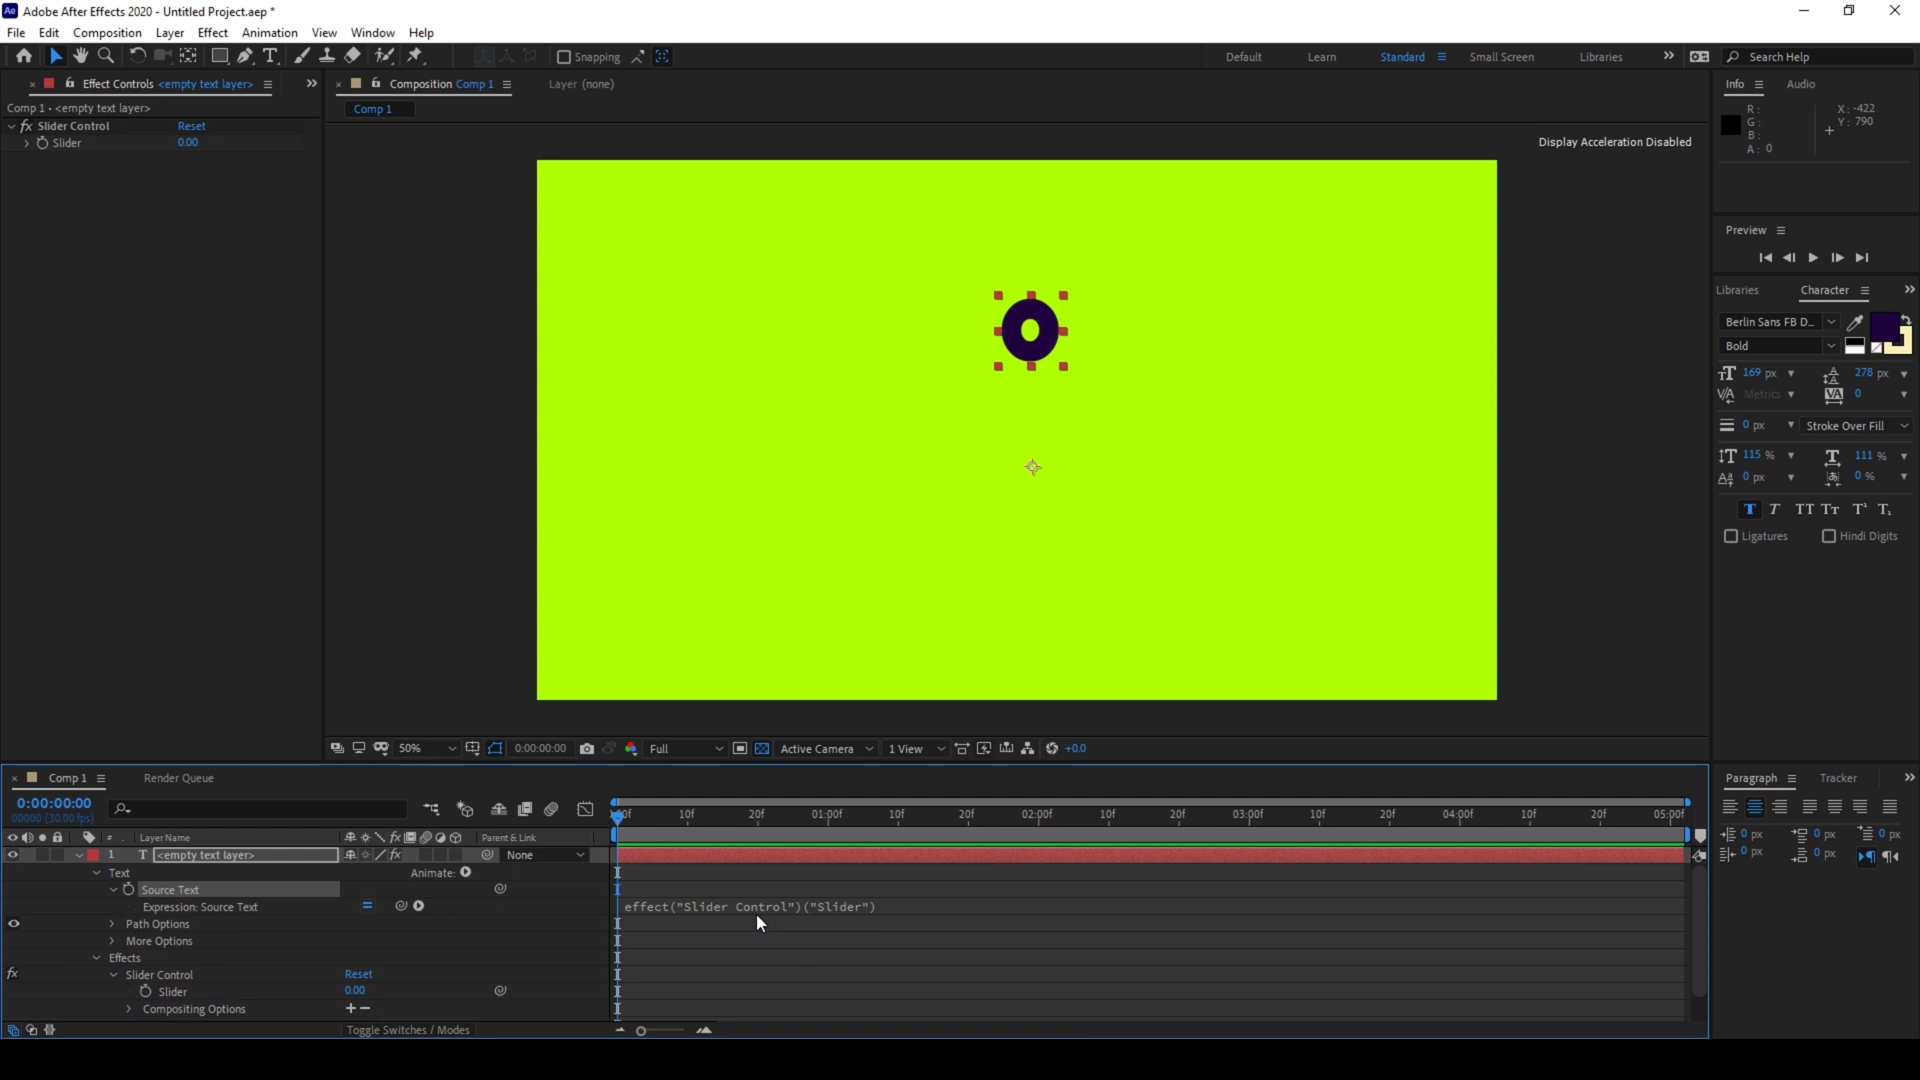 Adobe After Effects 2020 - Untitled Project.aep *
File Edit Composition Layer Effect Animation View Window Help
Snapping Default Learn Standard Small Screen Libraries Search Help
Effect Controls <empty text layer>
Composition Comp 1
Layer (none)
Info Audio
Comp 1 • <empty text layer>
Comp 1
fx Slider Control Reset
Slider 0.00
R :
G :
B :
A : 0
X : -422
Y : 790
Display Acceleration Disabled
Preview
Libraries Character
Berlin Sans FB D...
Bold
169 px 278 px
Metrics 0
0 px Stroke Over Fill
115 % 111 %
0 px 0 %
T T TT Tt T¹ T₁
Ligatures Hindi Digits
0
50% 0:00:00:00 Full Active Camera 1 View +0.0
Comp 1 Render Queue
0:00:00:00
00000 (30.00 fps)
10f 20f 01:00f 10f 20f 02:00f 10f 20f 03:00f 10f 20f 04:00f 10f 20f 05:00f
# Layer Name Parent & Link
1 T <empty text layer> fx None
Text Animate:
Source Text
Expression: Source Text effect("Slider Control")("Slider")
Path Options
More Options
Effects
fx Slider Control Reset
Slider 0.00
Compositing Options + −
Toggle Switches / Modes
Paragraph Tracker
0 px 0 px 0 px
0 px 0 px